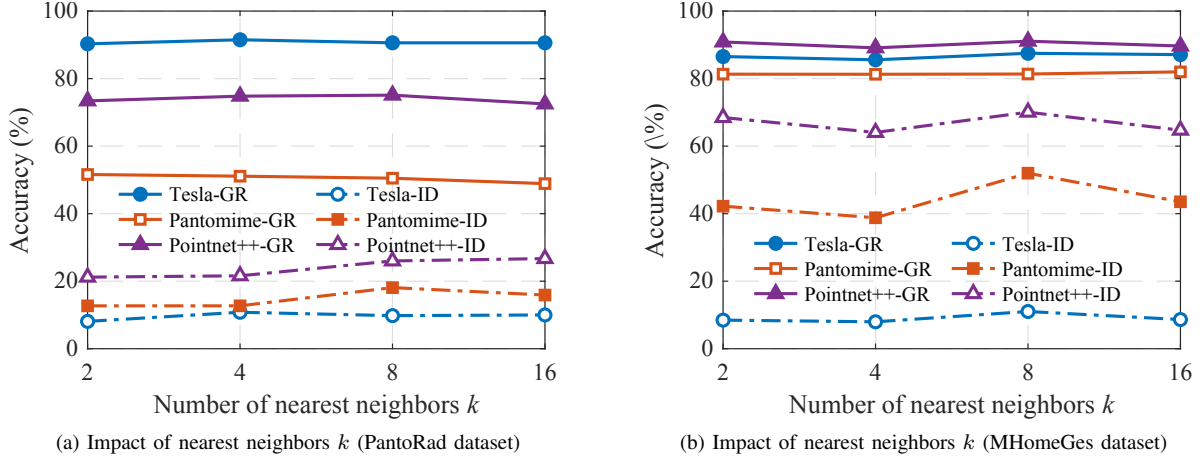 100
80
60
40
20
0
Accuracy (%)
Tesla-GR
Tesla-ID
Pantomime-GR
Pantomime-ID
Pointnet++-GR
Pointnet++-ID
2
4
8
16
Number of nearest neighbors k
(a) Impact of nearest neighbors k (PantoRad dataset)
100
80
60
40
20
0
Accuracy (\%)
Tesla-GR
Tesla-ID
Pantomime-GR
Pantomime-ID
Pointnet++-GR
Pointnet++-ID
2
4
8
16
Number of nearest neighbors k
(b) Impact of nearest neighbors k (MHomeGes dataset)